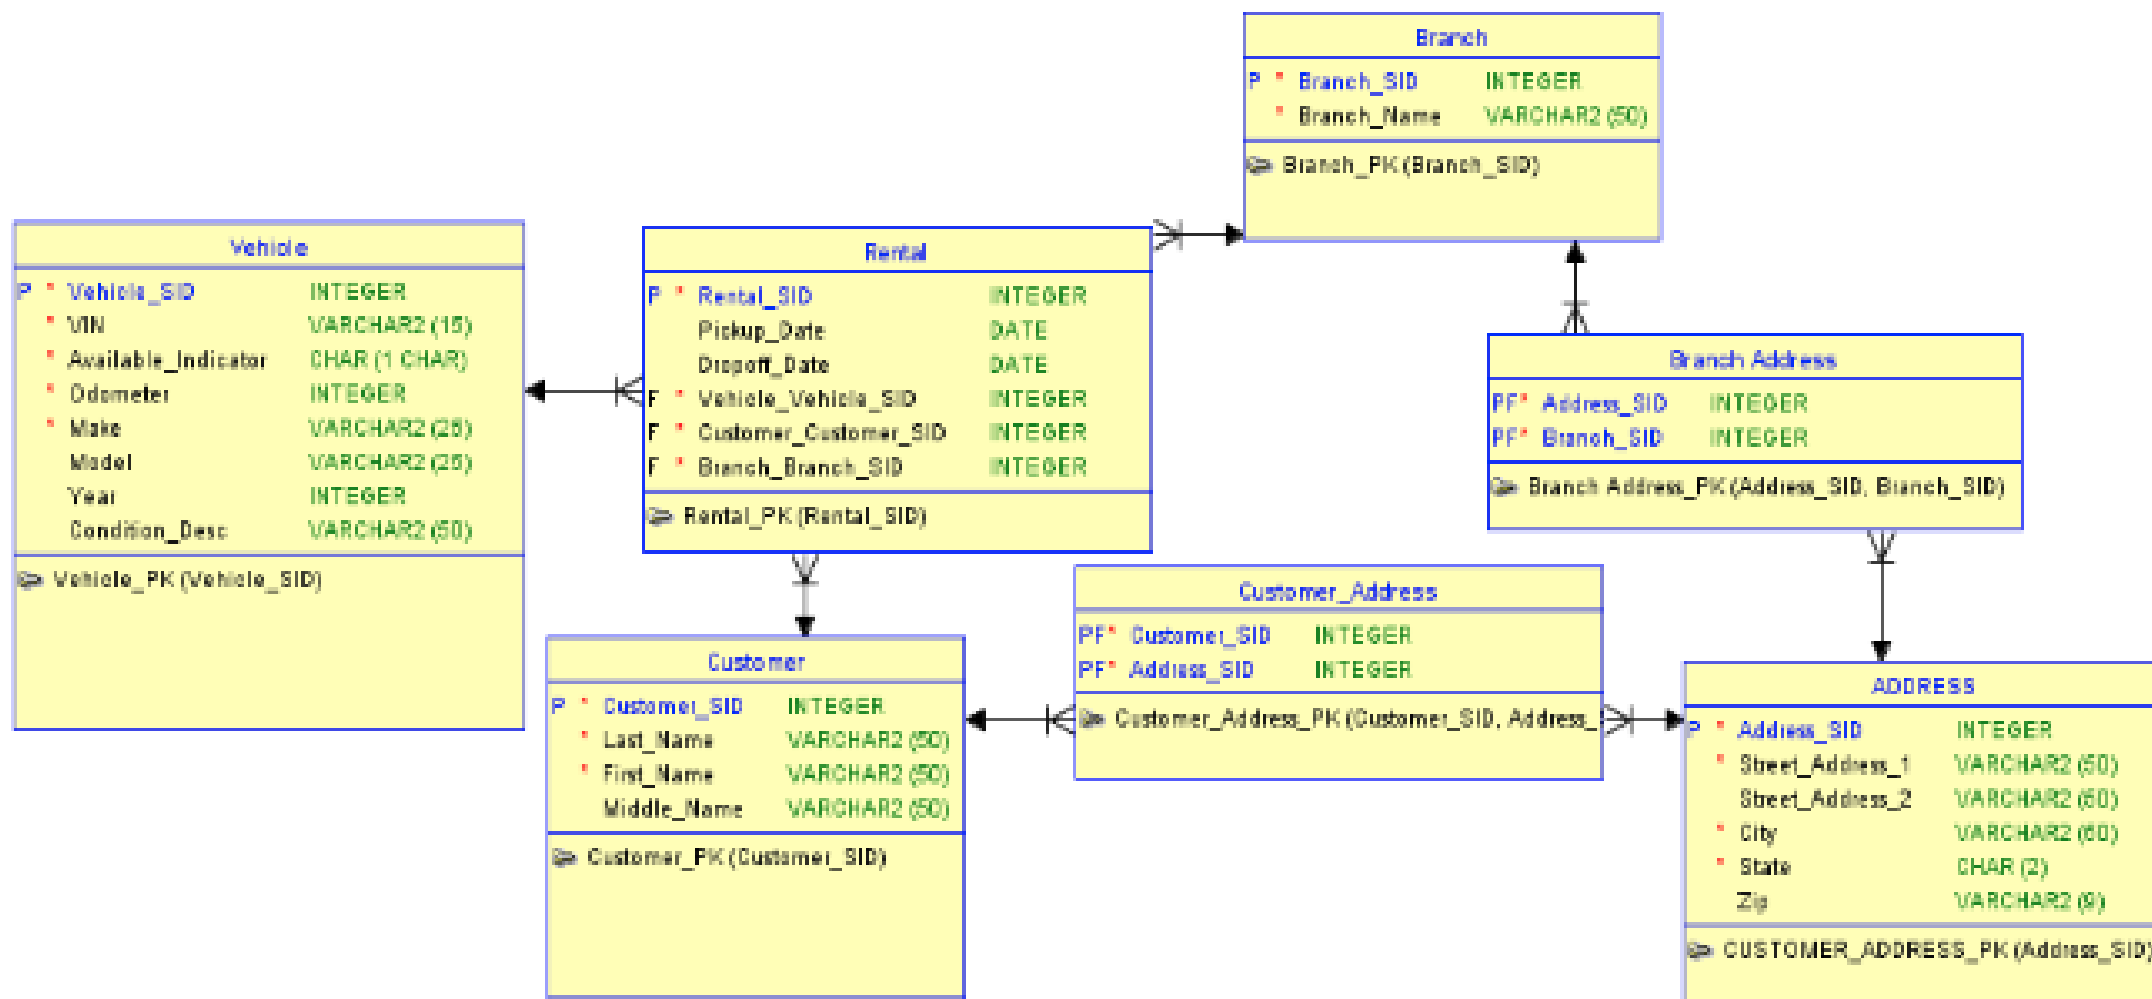 Branch
P * Branch_SID INTEGER
* Branch_Name VARCHAR2 (50)
Branch_PK (Branch_SID)
Vehicle
P * Vehicle_SID INTEGER
* VIN VARCHAR2 (15)
* Available_Indicator CHAR (1 CHAR)
* Odometer INTEGER
* Make VARCHAR2 (25)
Model VARCHAR2 (25)
Year INTEGER
Condition_Desc VARCHAR2 (50)
Vehicle_PK (Vehicle_SID)
Rental
P * Rental_SID INTEGER
Pickup_Date DATE
Dropoff_Date DATE
F * Vehicle_Vehicle_SID INTEGER
F * Customer_Customer_SID INTEGER
F * Branch_Branch_SID INTEGER
Rental_PK (Rental_SID)
Branch Address
PF* Address_SID INTEGER
PF* Branch_SID INTEGER
Branch Address_PK (Address_SID, Branch_SID)
Customer_Address
PF* Customer_SID INTEGER
PF* Address_SID INTEGER
Customer_Address_PK (Customer_SID, Address_
Customer
P * Customer_SID INTEGER
* Last_Name VARCHAR2 (50)
* First_Name VARCHAR2 (50)
Middle_Name VARCHAR2 (50)
Customer_PK (Customer_SID)
ADDRESS
P * Address_SID INTEGER
* Street_Address_1 VARCHAR2 (50)
Street_Address_2 VARCHAR2
* City VARCHAR2
* State CHAR (2)
Zip VARCHAR2 (9)
CUSTOMER_ADDRESS_PK (Address_SID)